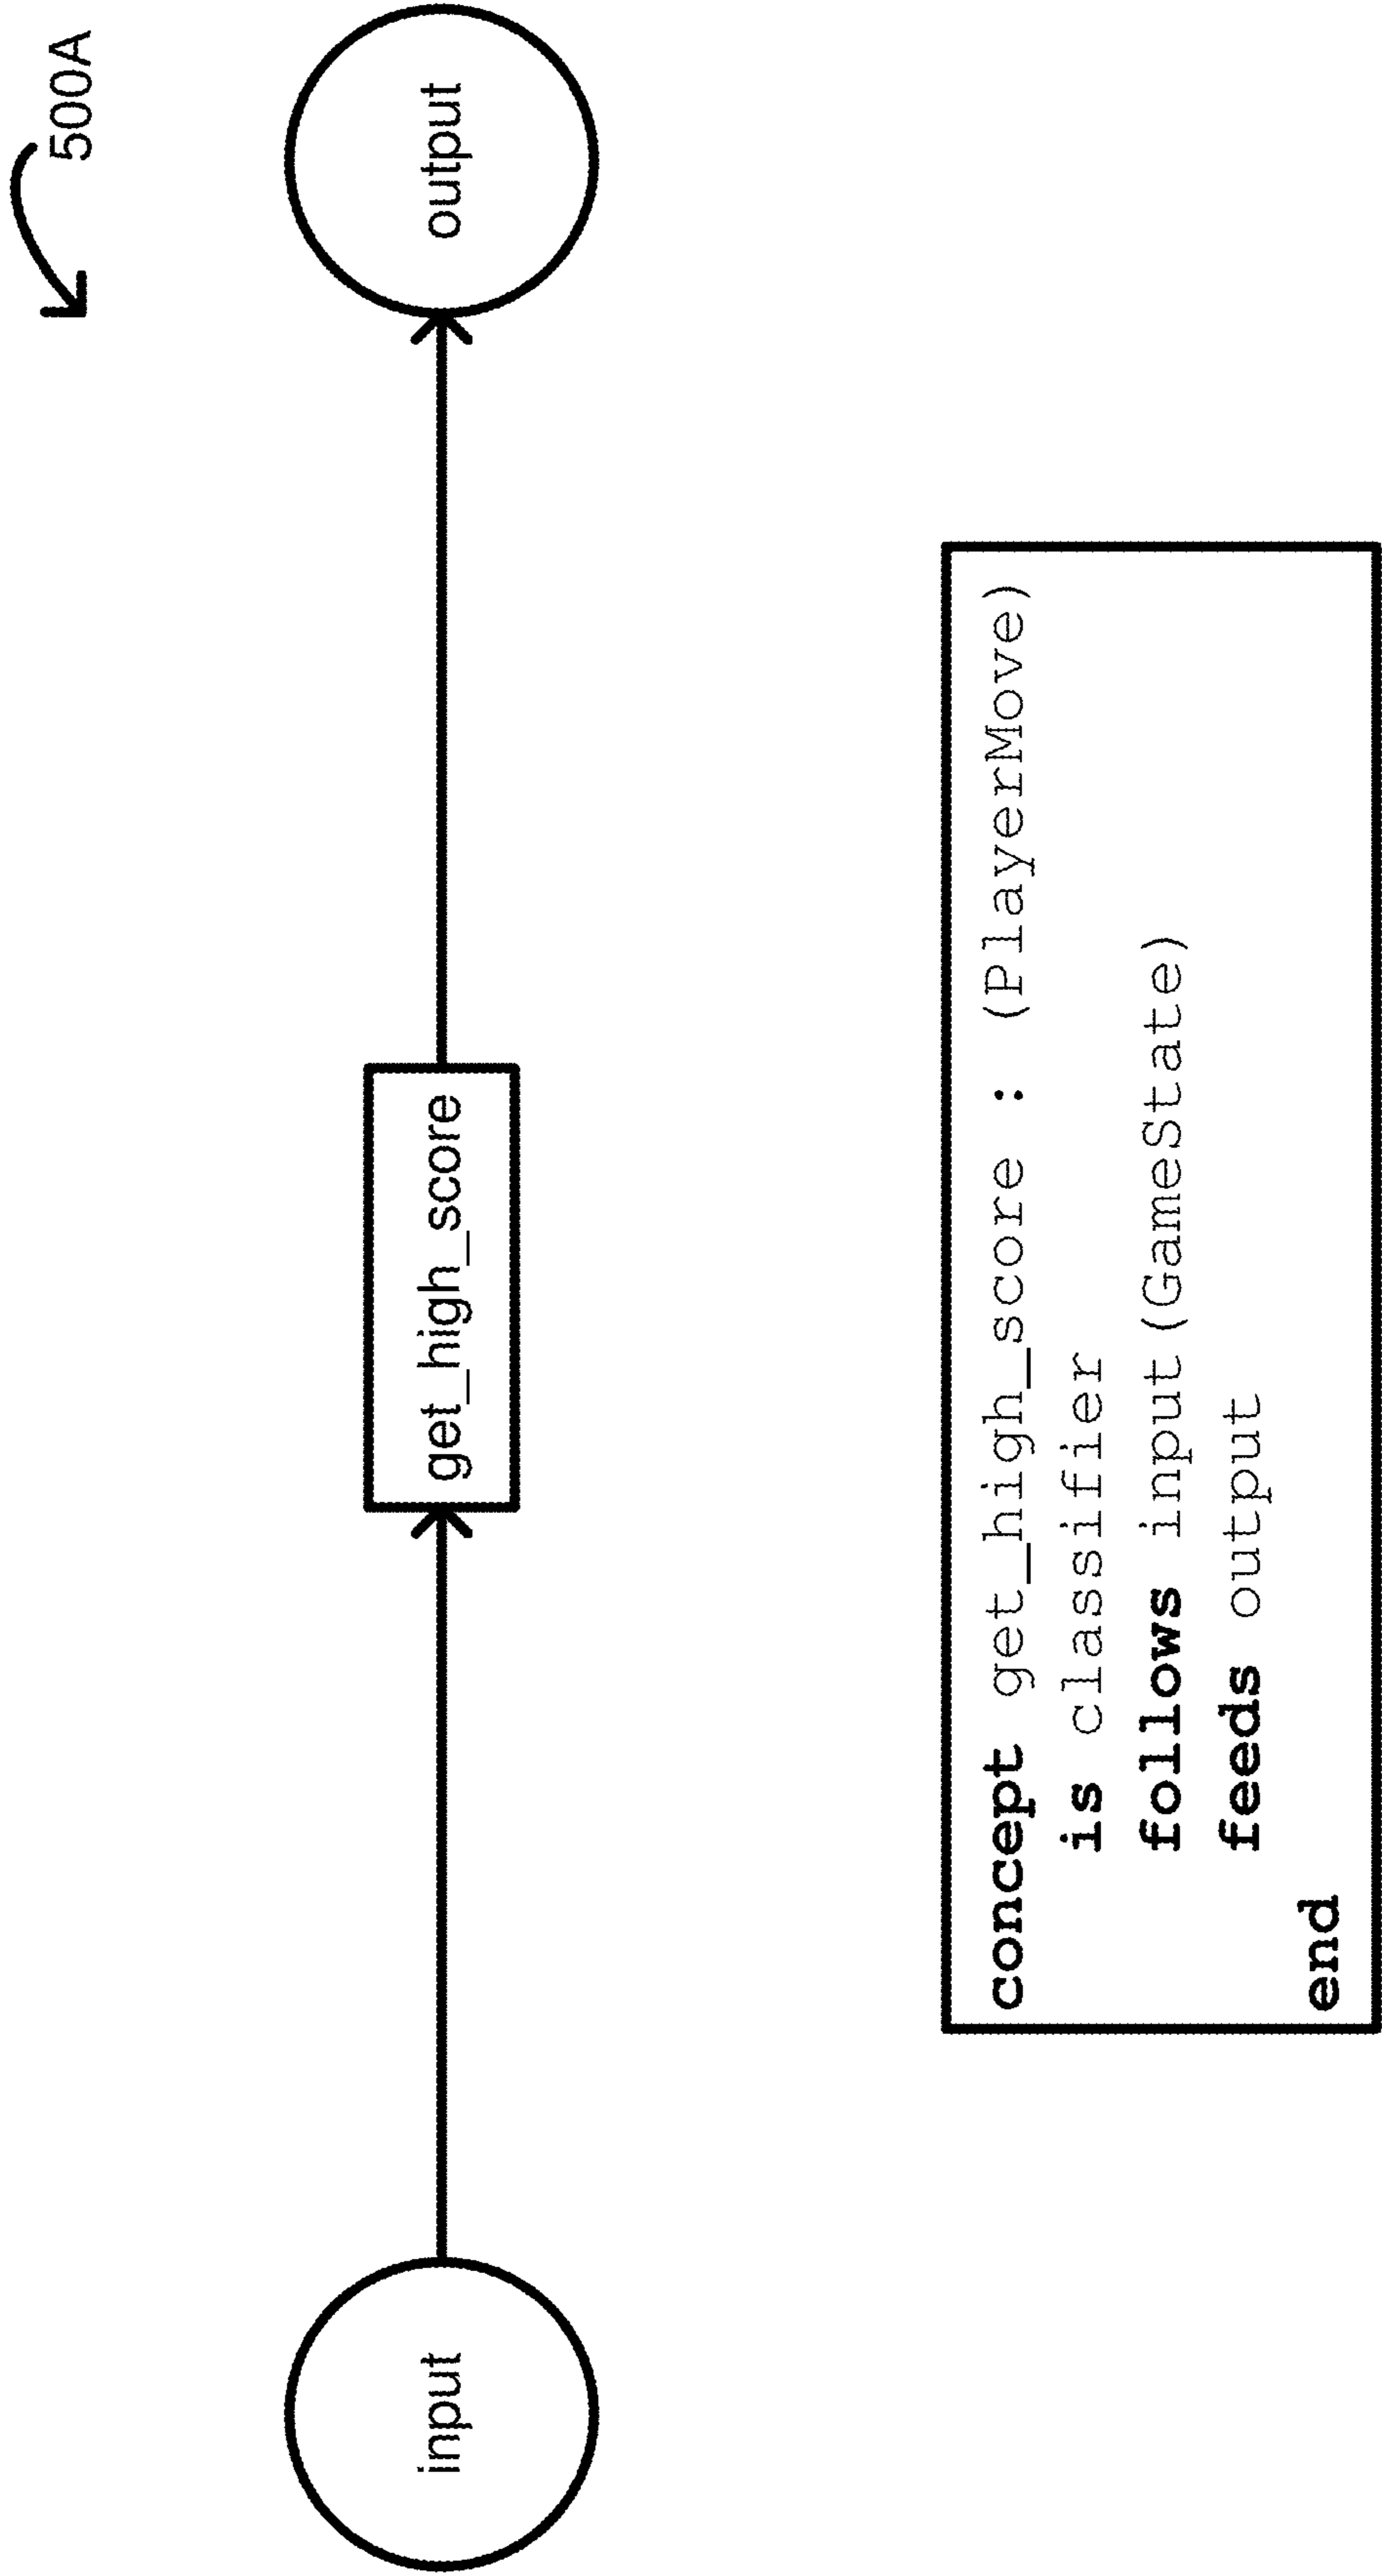 500A
input
get_high_score
output
concept get_high_score : (PlayerMove)
is classifier
follows input(GameState)
feeds output
end